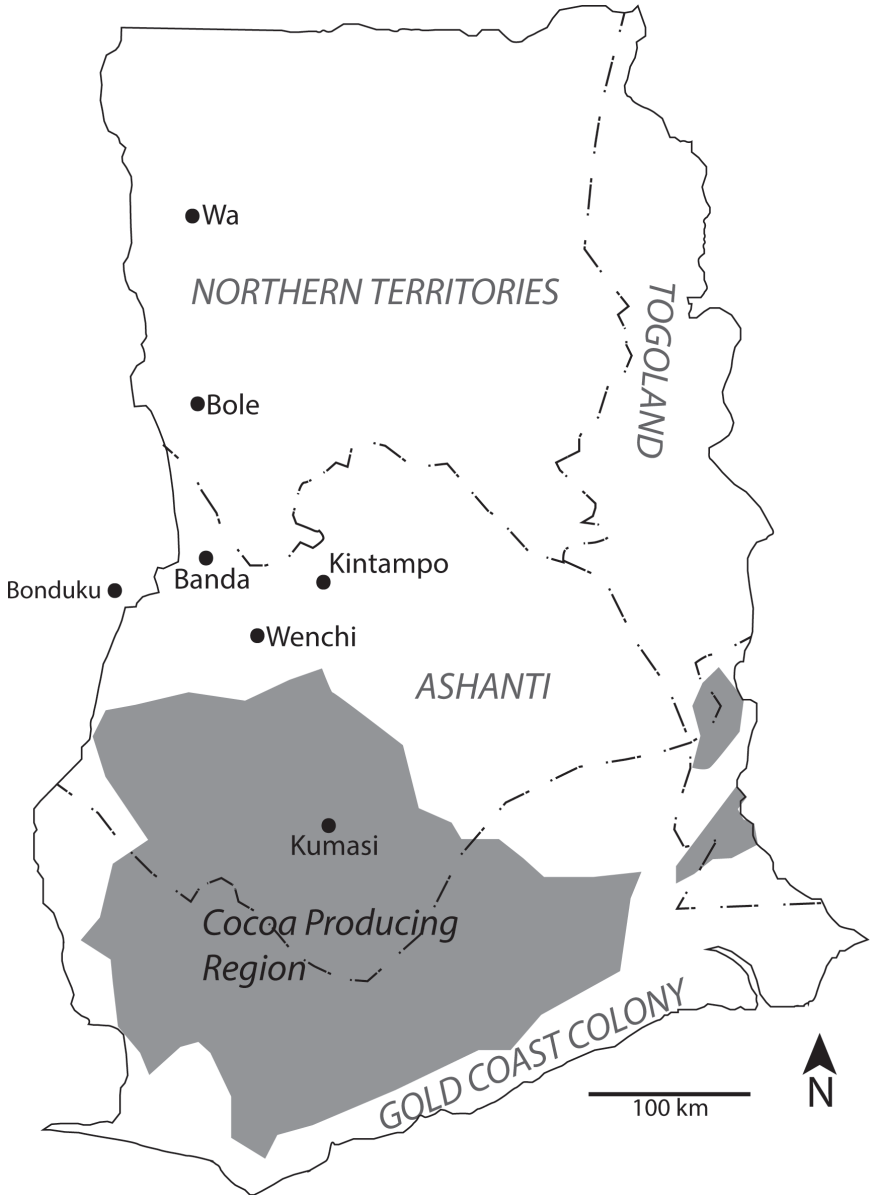 Wa
NORTHERN TERRITORIES
TOGOLAND
Bole
Kintampo
Banda
Bonduku
Wenchi
ASHANTI
Kumasi
Cocoa Producing
Region
GOLD COAST COLONY
100 km
N